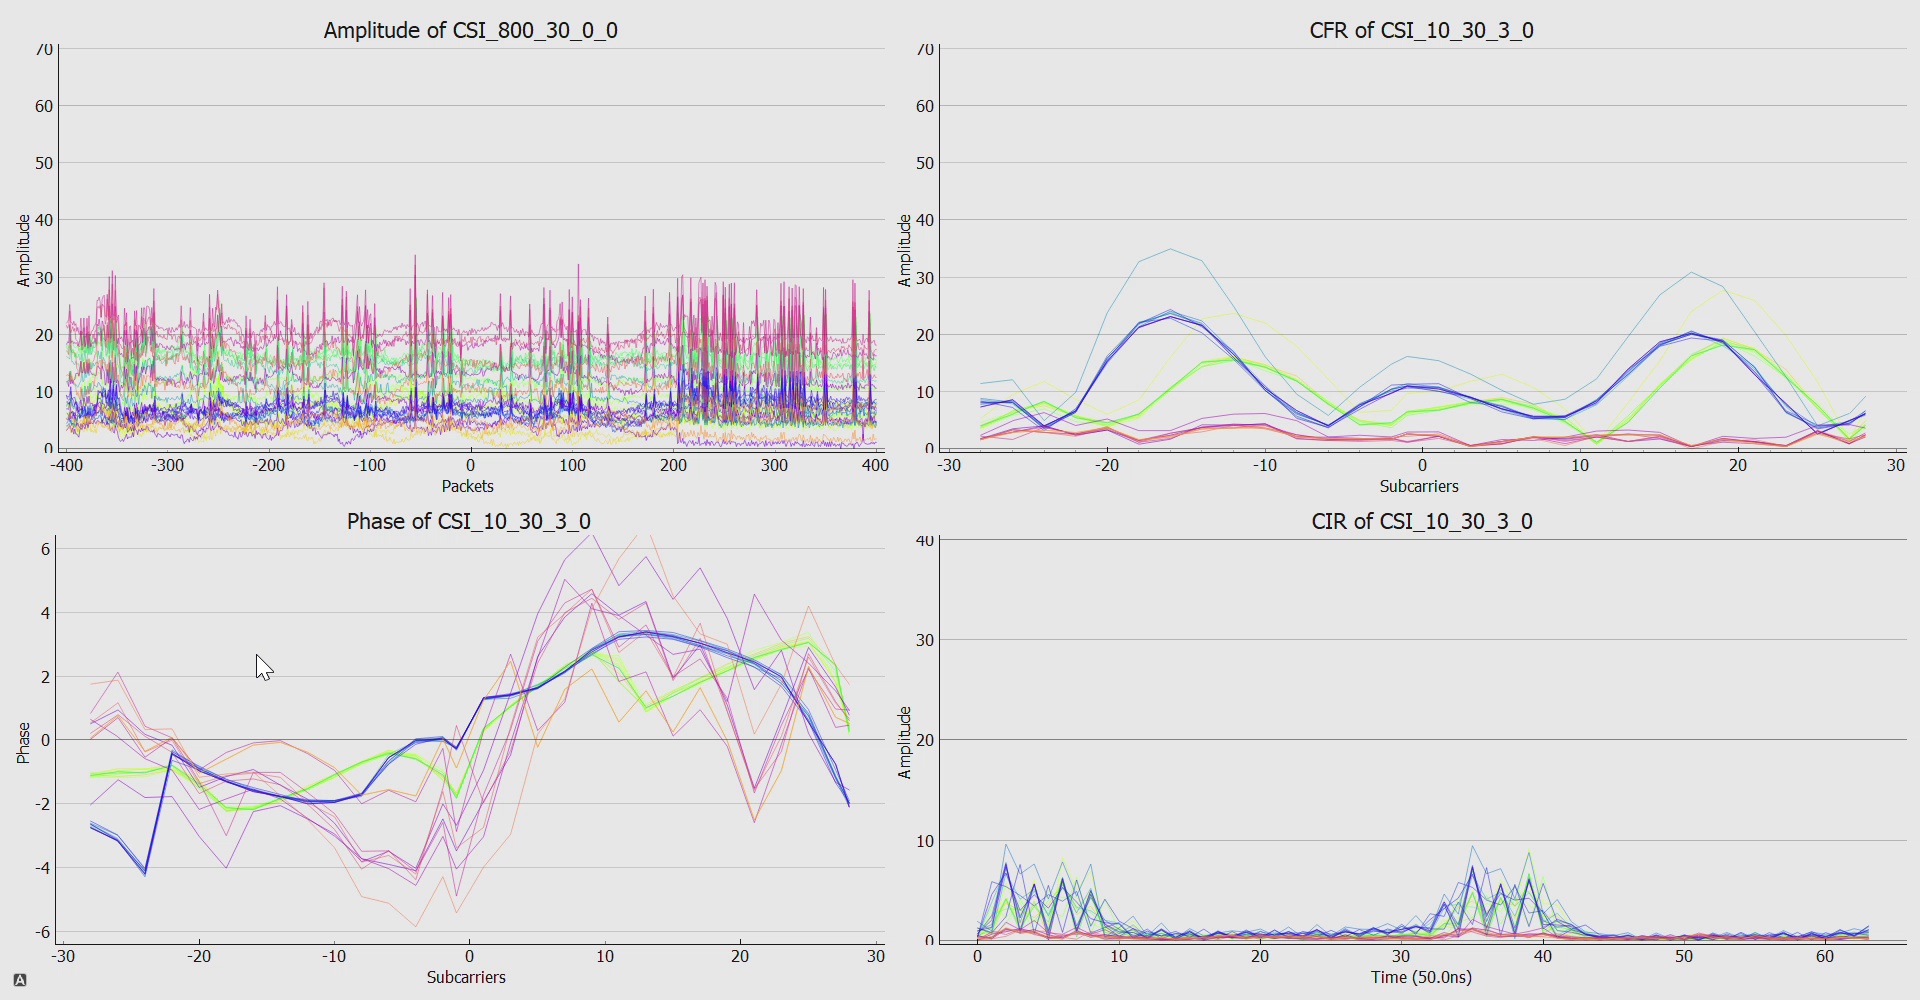 Amplitude of CSI_800_30_0_0
70
60
50
40
30
20
10
0
Amplitude
-400 -300 -200 -100 0 100 200 300 400
Packets
CFR of CSI_10_30_3_0
70
60
50
40
30
20
10
0
Amplitude
-30 -20 -10 0 10 20 30
Subcarriers
Phase of CSI_10_30_3_0
6
4
2
0
-2
-4
-6
Phase
-30 -20 -10 0 10 20 30
Subcarriers
A
CIR of CSI_10_30_3_0
40
30
20
10
0
Amplitude
0 10 20 30 40 50 60
Time (50.0ns)